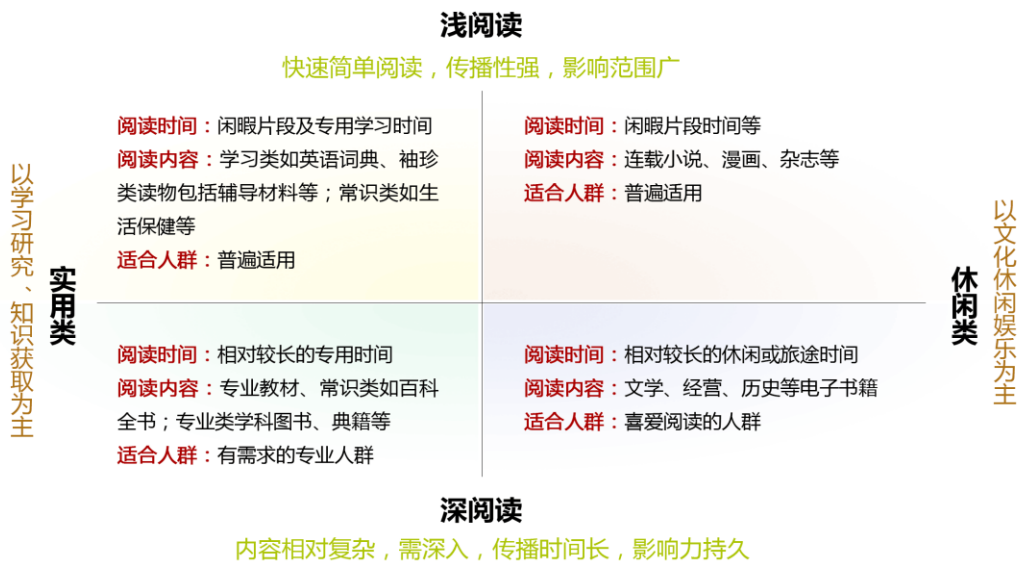 浅阅读
快速简单阅读，传播性强，影响范围广
以学习研究、知识获取为主
实用类
阅读时间：闲暇片段及专用学习时间
阅读内容：学习类如英语词典、袖珍
类读物包括辅导材料等；常识类如生
活保健等
适合人群：普遍适用
阅读时间：闲暇片段时间等
阅读内容：连载小说、漫画、杂志等
适合人群：普遍适用
休闲类
以文化休闲娱乐为主
阅读时间：相对较长的专用时间
阅读内容：专业教材、常识类如百科
全书；专业类学科图书、典籍等
适合人群：有需求的专业人群
阅读时间：相对较长的休闲或旅途时间
阅读内容：文学、经营、历史等电子书籍
适合人群：喜爱阅读的人群
深阅读
内容相对复杂，需深入，传播时间长，影响力持久